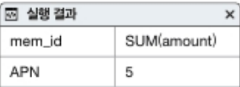 실행 결과
mem_id SUM(amount)
APN 5